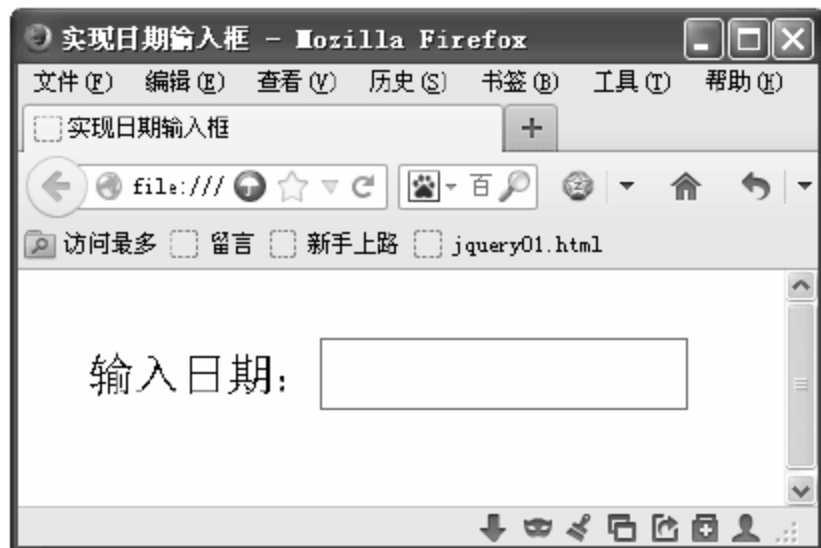 实现日期输入框 - Mozilla Firefox
文件(F) 编辑(E) 查看(V) 历史(S) 书签(B) 工具(T) 帮助(H)
实现日期输入框 +
file:/// 百
访问最多 留言 新手上路 jquery01.html
输入日期：